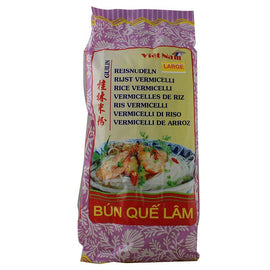 VIỆT NAM
LARGE
GUILIN
桂林米粉
REISNUDELN
RIJST VERMICELLI
RICE VERMICELLI
VERMICELLES DE RIZ
RIS VERMICELLI
VERMICELLI DI RISO
VERMICELLI DE ARROZ
BÚN QUẾ LÂM